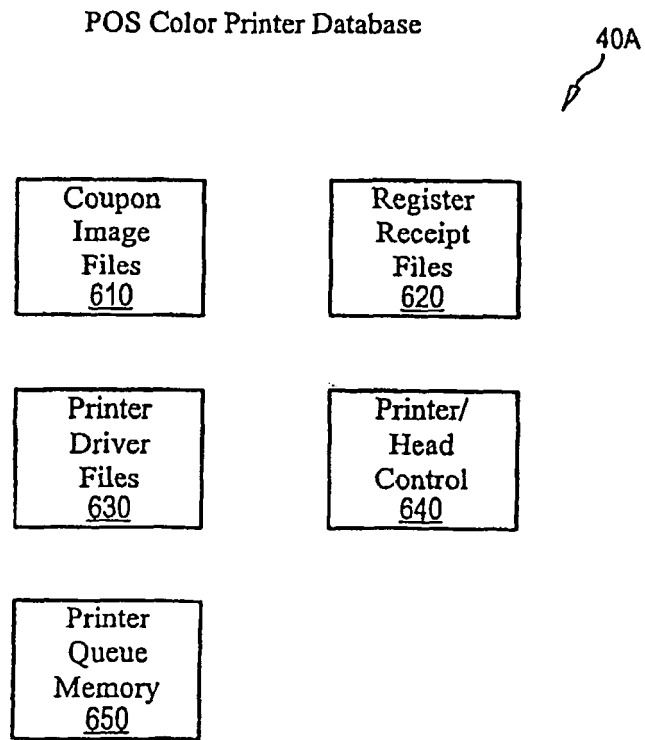 POS Color Printer Database
40A
Coupon
Image
Files
610
Register
Receipt
Files
620
Printer
Driver
Files
630
Printer/
Head
Control
640
Printer
Queue
Memory
650